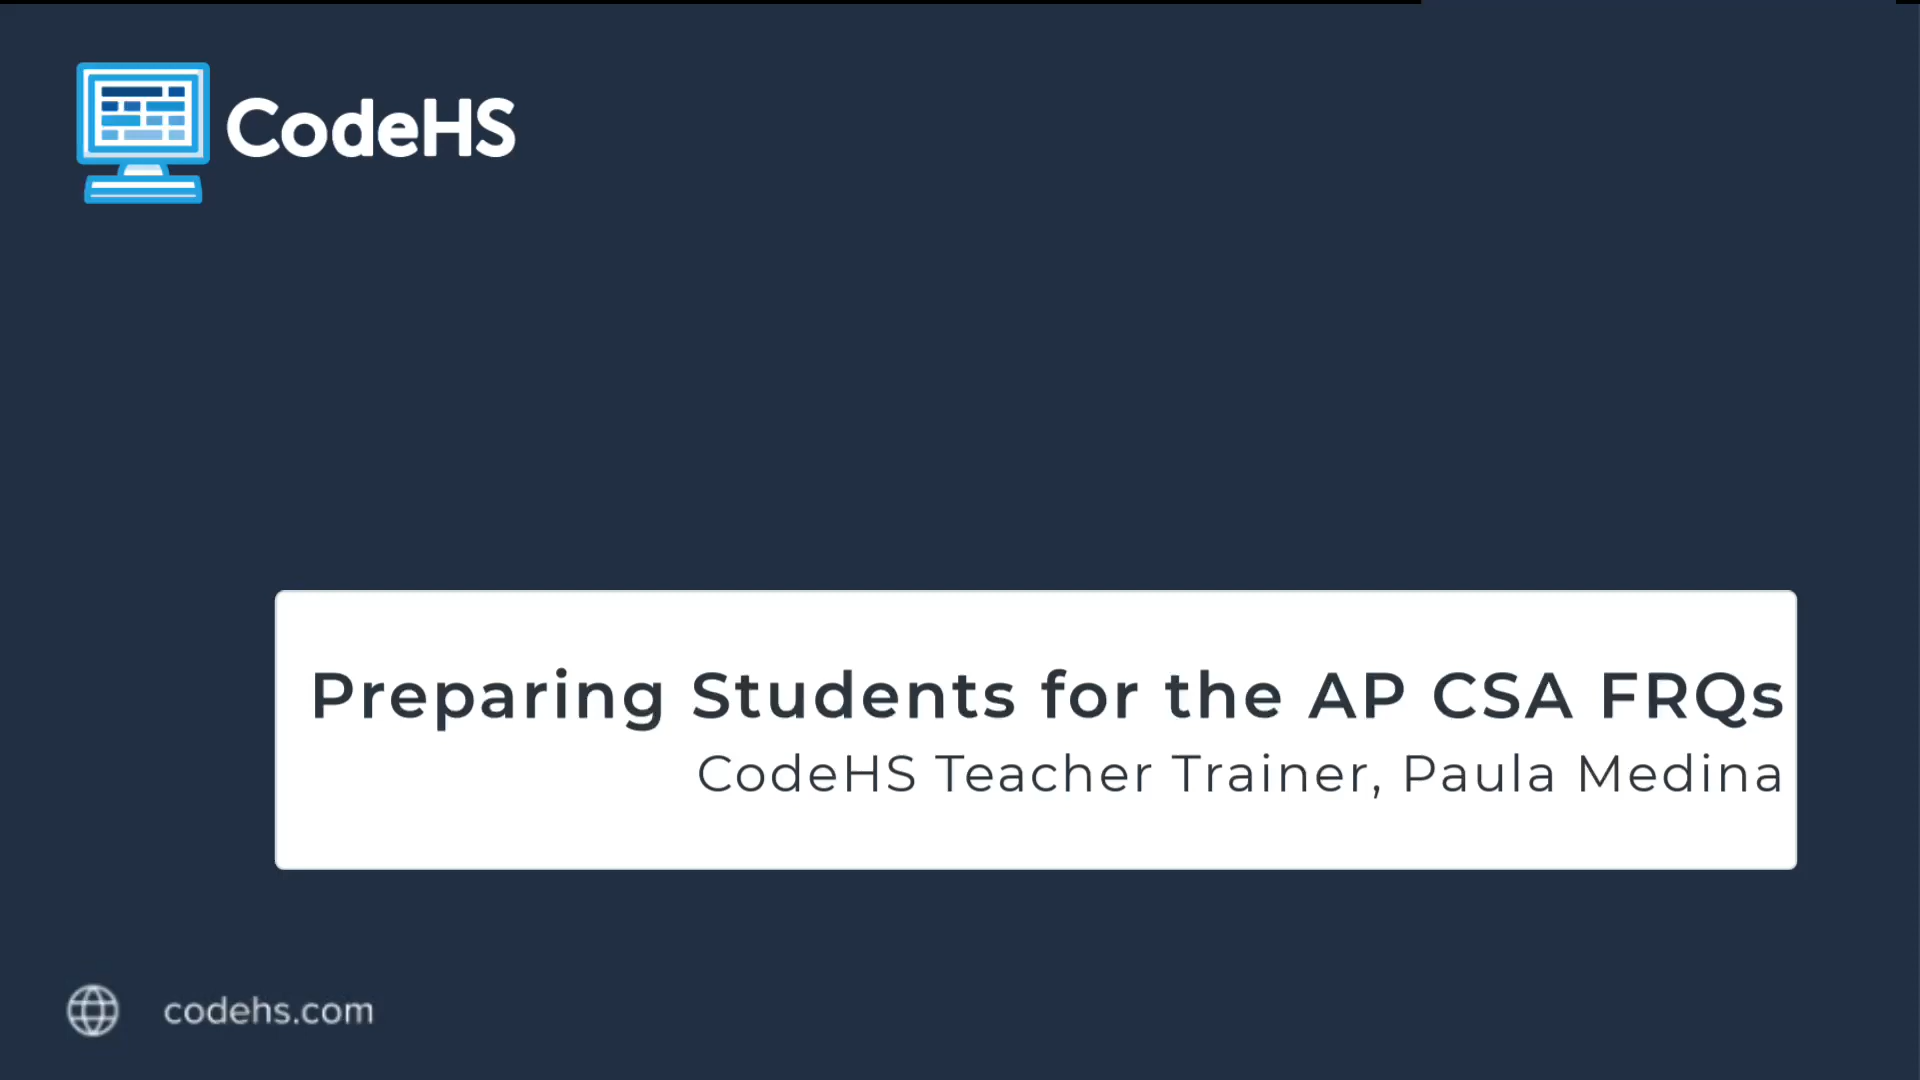 CodeHS
Preparing Students for the AP CSA FRQs
CodeHS Teacher Trainer, Paula Medina
codehs.com